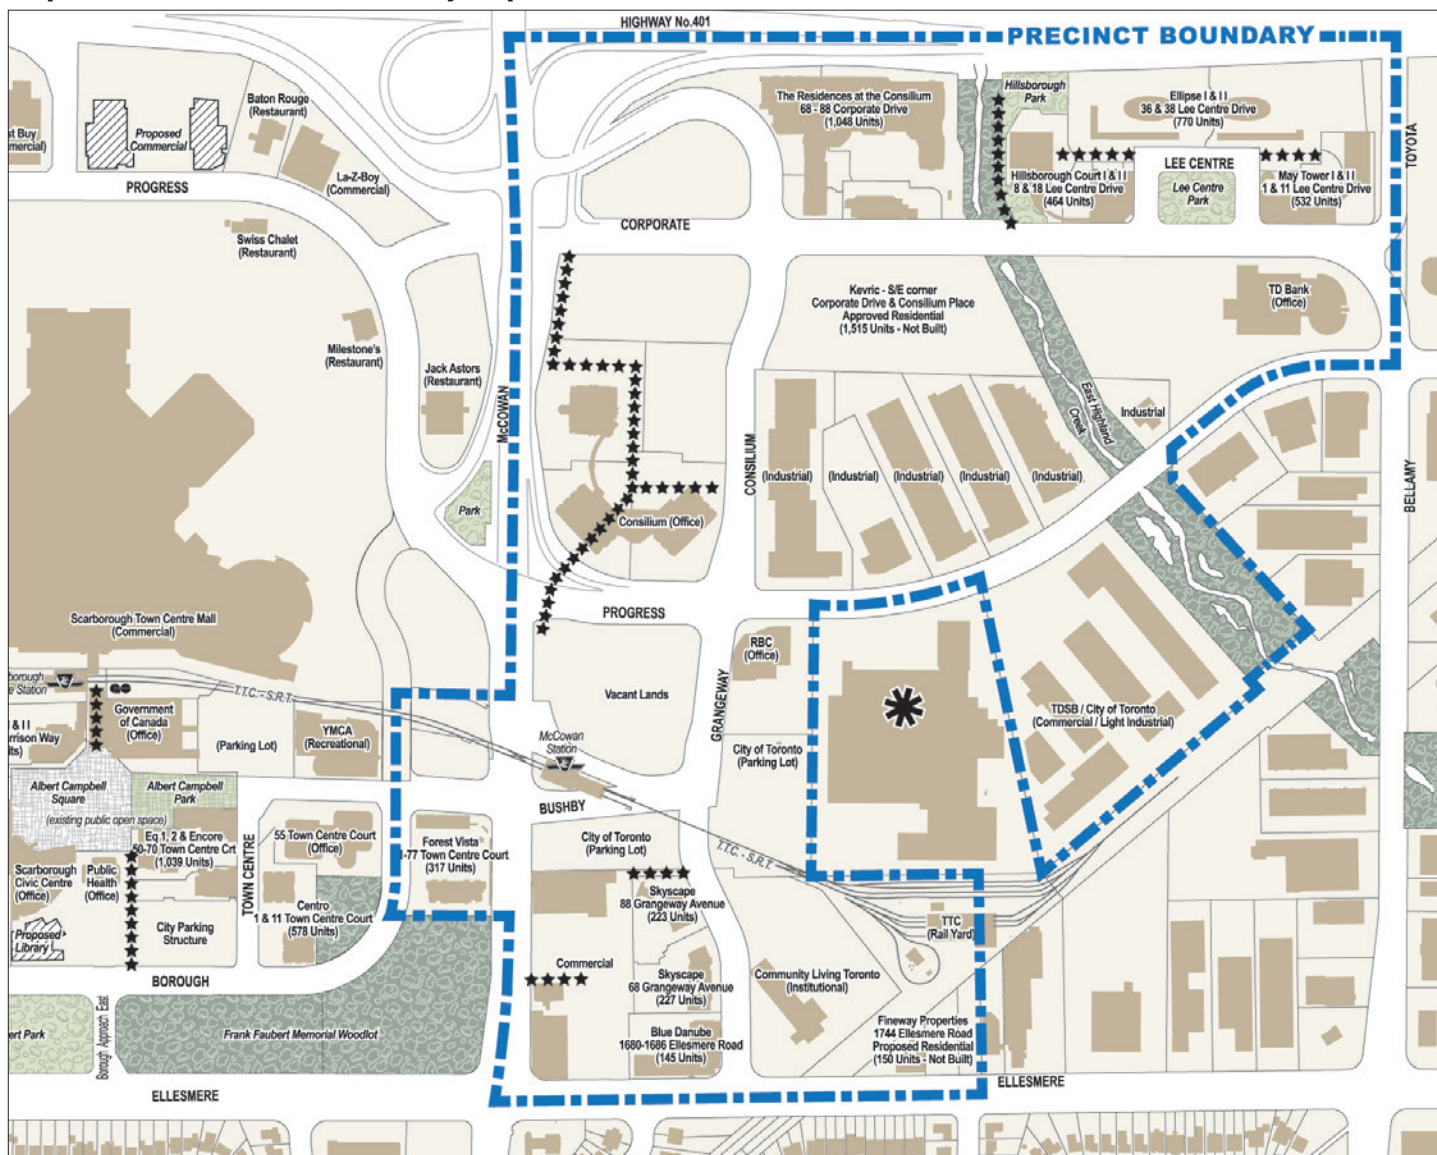 HIGHWAY No.401
PRECINCT BOUNDARY
Baton Rouge
(Restaurant)
Proposed
Commercial
La-Z-Boy
(Commercial)
PROGRESS
Swiss Chalet
(Restaurant)
The Residences at the Consilium
68 - 88 Corporate Drive
(1,048 Units)
Hillsborough
Park
Ellipse I & II
36 & 38 Lee Centre Drive
(770 Units)
TOYOTA
LEE CENTRE
Hillsborough Court I & II
8 & 18 Lee Centre Drive
(464 Units)
Lee Centre
Park
May Tower I & II
1 & 11 Lee Centre Drive
(532 Units)
CORPORATE
Kevric - S/E corner
Corporate Drive & Consilium Place
Approved Residential
(1,515 Units - Not Built)
TD Bank
(Office)
Milestone's
(Restaurant)
Jack Astors
(Restaurant)
McCOWAN
East Highland
Creek
Industrial
CONSILIUM
(Industrial)
(Industrial)
(Industrial)
(Industrial)
(Industrial)
BELLAMY
Park
Consilium (Office)
PROGRESS
Scarborough Town Centre Mall
(Commercial)
RBC
(Office)
Vacant Lands
GRANGEWAY
T.T.C. - S.R.T.
Government
of Canada
(Office)
(Parking Lot)
YMCA
(Recreational)
McCowan
Station
City of Toronto
(Parking Lot)
TDSB / City of Toronto
(Commercial / Light Industrial)
Albert Campbell
Square
Albert Campbell
Park
(existing public open space)
BUSHBY
Eq 1, 2 & Encore
50-70 Town Centre Crt
(1,039 Units)
TOWN CENTRE
55 Town Centre Court
(Office)
Forest Vista
1-77 Town Centre Court
(317 Units)
City of Toronto
(Parking Lot)
T.T.C. - S.R.T.
Scarborough
Civic Centre
(Office)
Public
Health
(Office)
Centro
1 & 11 Town Centre Court
(578 Units)
Skyscape
88 Grangeway Avenue
(223 Units)
City Parking
Structure
Proposed
Library
TTC
(Rail Yard)
Commercial
Skyscape
68 Grangeway Avenue
(227 Units)
Community Living Toronto
(Institutional)
BOROUGH
Borough Approach East
Frank Faubert Memorial Woodlot
Blue Danube
1680-1686 Ellesmere Road
(145 Units)
Fineway Properties
1744 Ellesmere Road
Proposed Residential
(150 Units - Not Built)
ELLESMERE
ELLESMERE